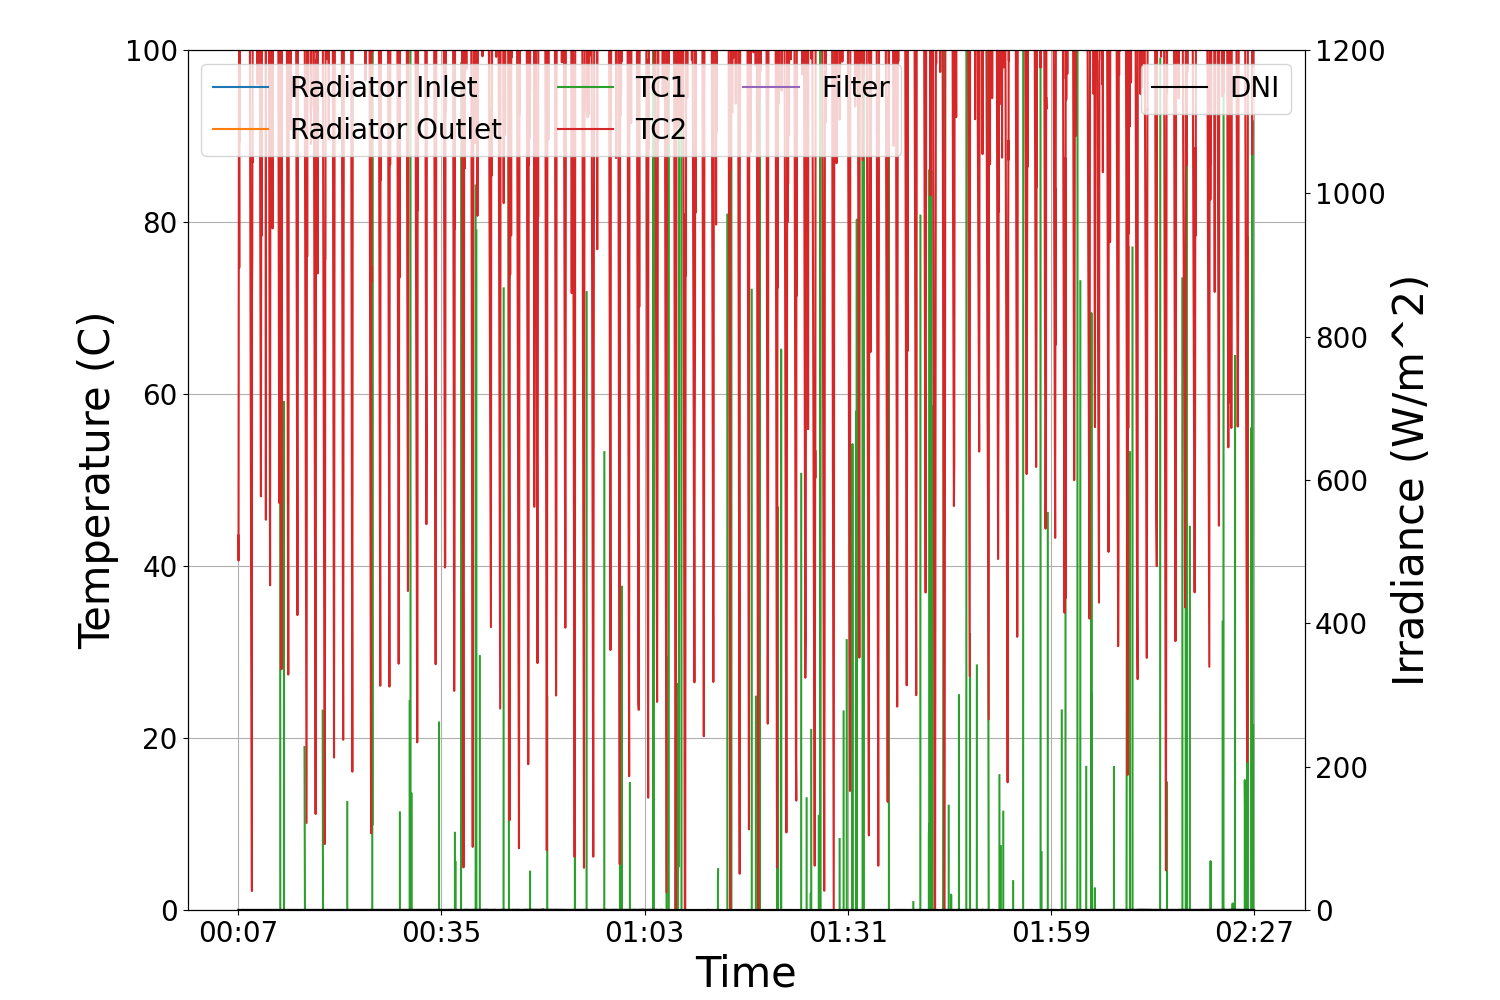 100
80
60
40
20
0
Temperature (C)
Radiator Inlet
Radiator Outlet
TC1
TC2
Filter
DNI
1200
1000
800
600
400
200
0
Irradiance (W/m^2)
00:07
00:35
01:03
01:31
01:59
02:27
Time